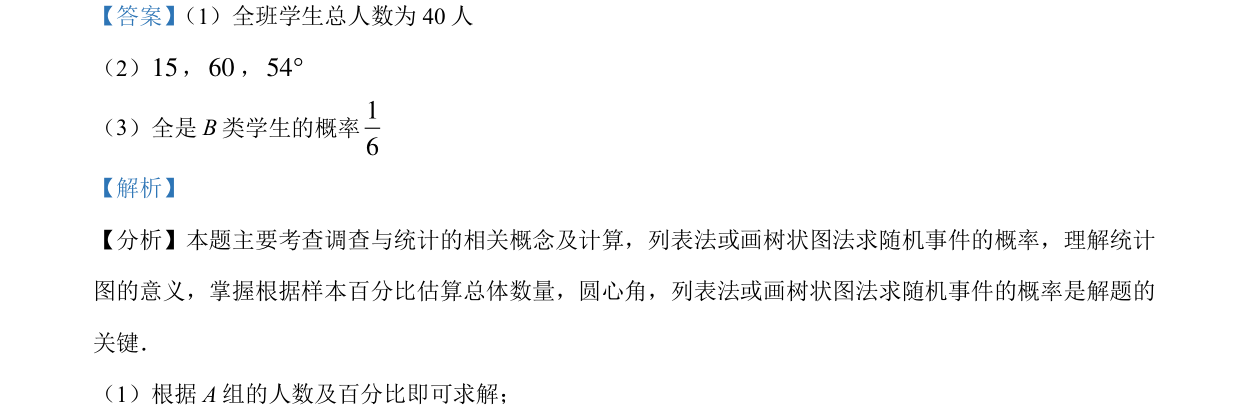 【答案】（1）全班学生总人数为 40 人
（2）15，60，54°
（3）全是 B 类学生的概率 1/6
【解析】
【分析】本题主要考查调查与统计的相关概念及计算，列表法或画树状图法求随机事件的概率，理解统计
图的意义，掌握根据样本百分比估算总体数量，圆心角，列表法或画树状图法求随机事件的概率是解题的
关键．
（1）根据 A 组的人数及百分比即可求解；